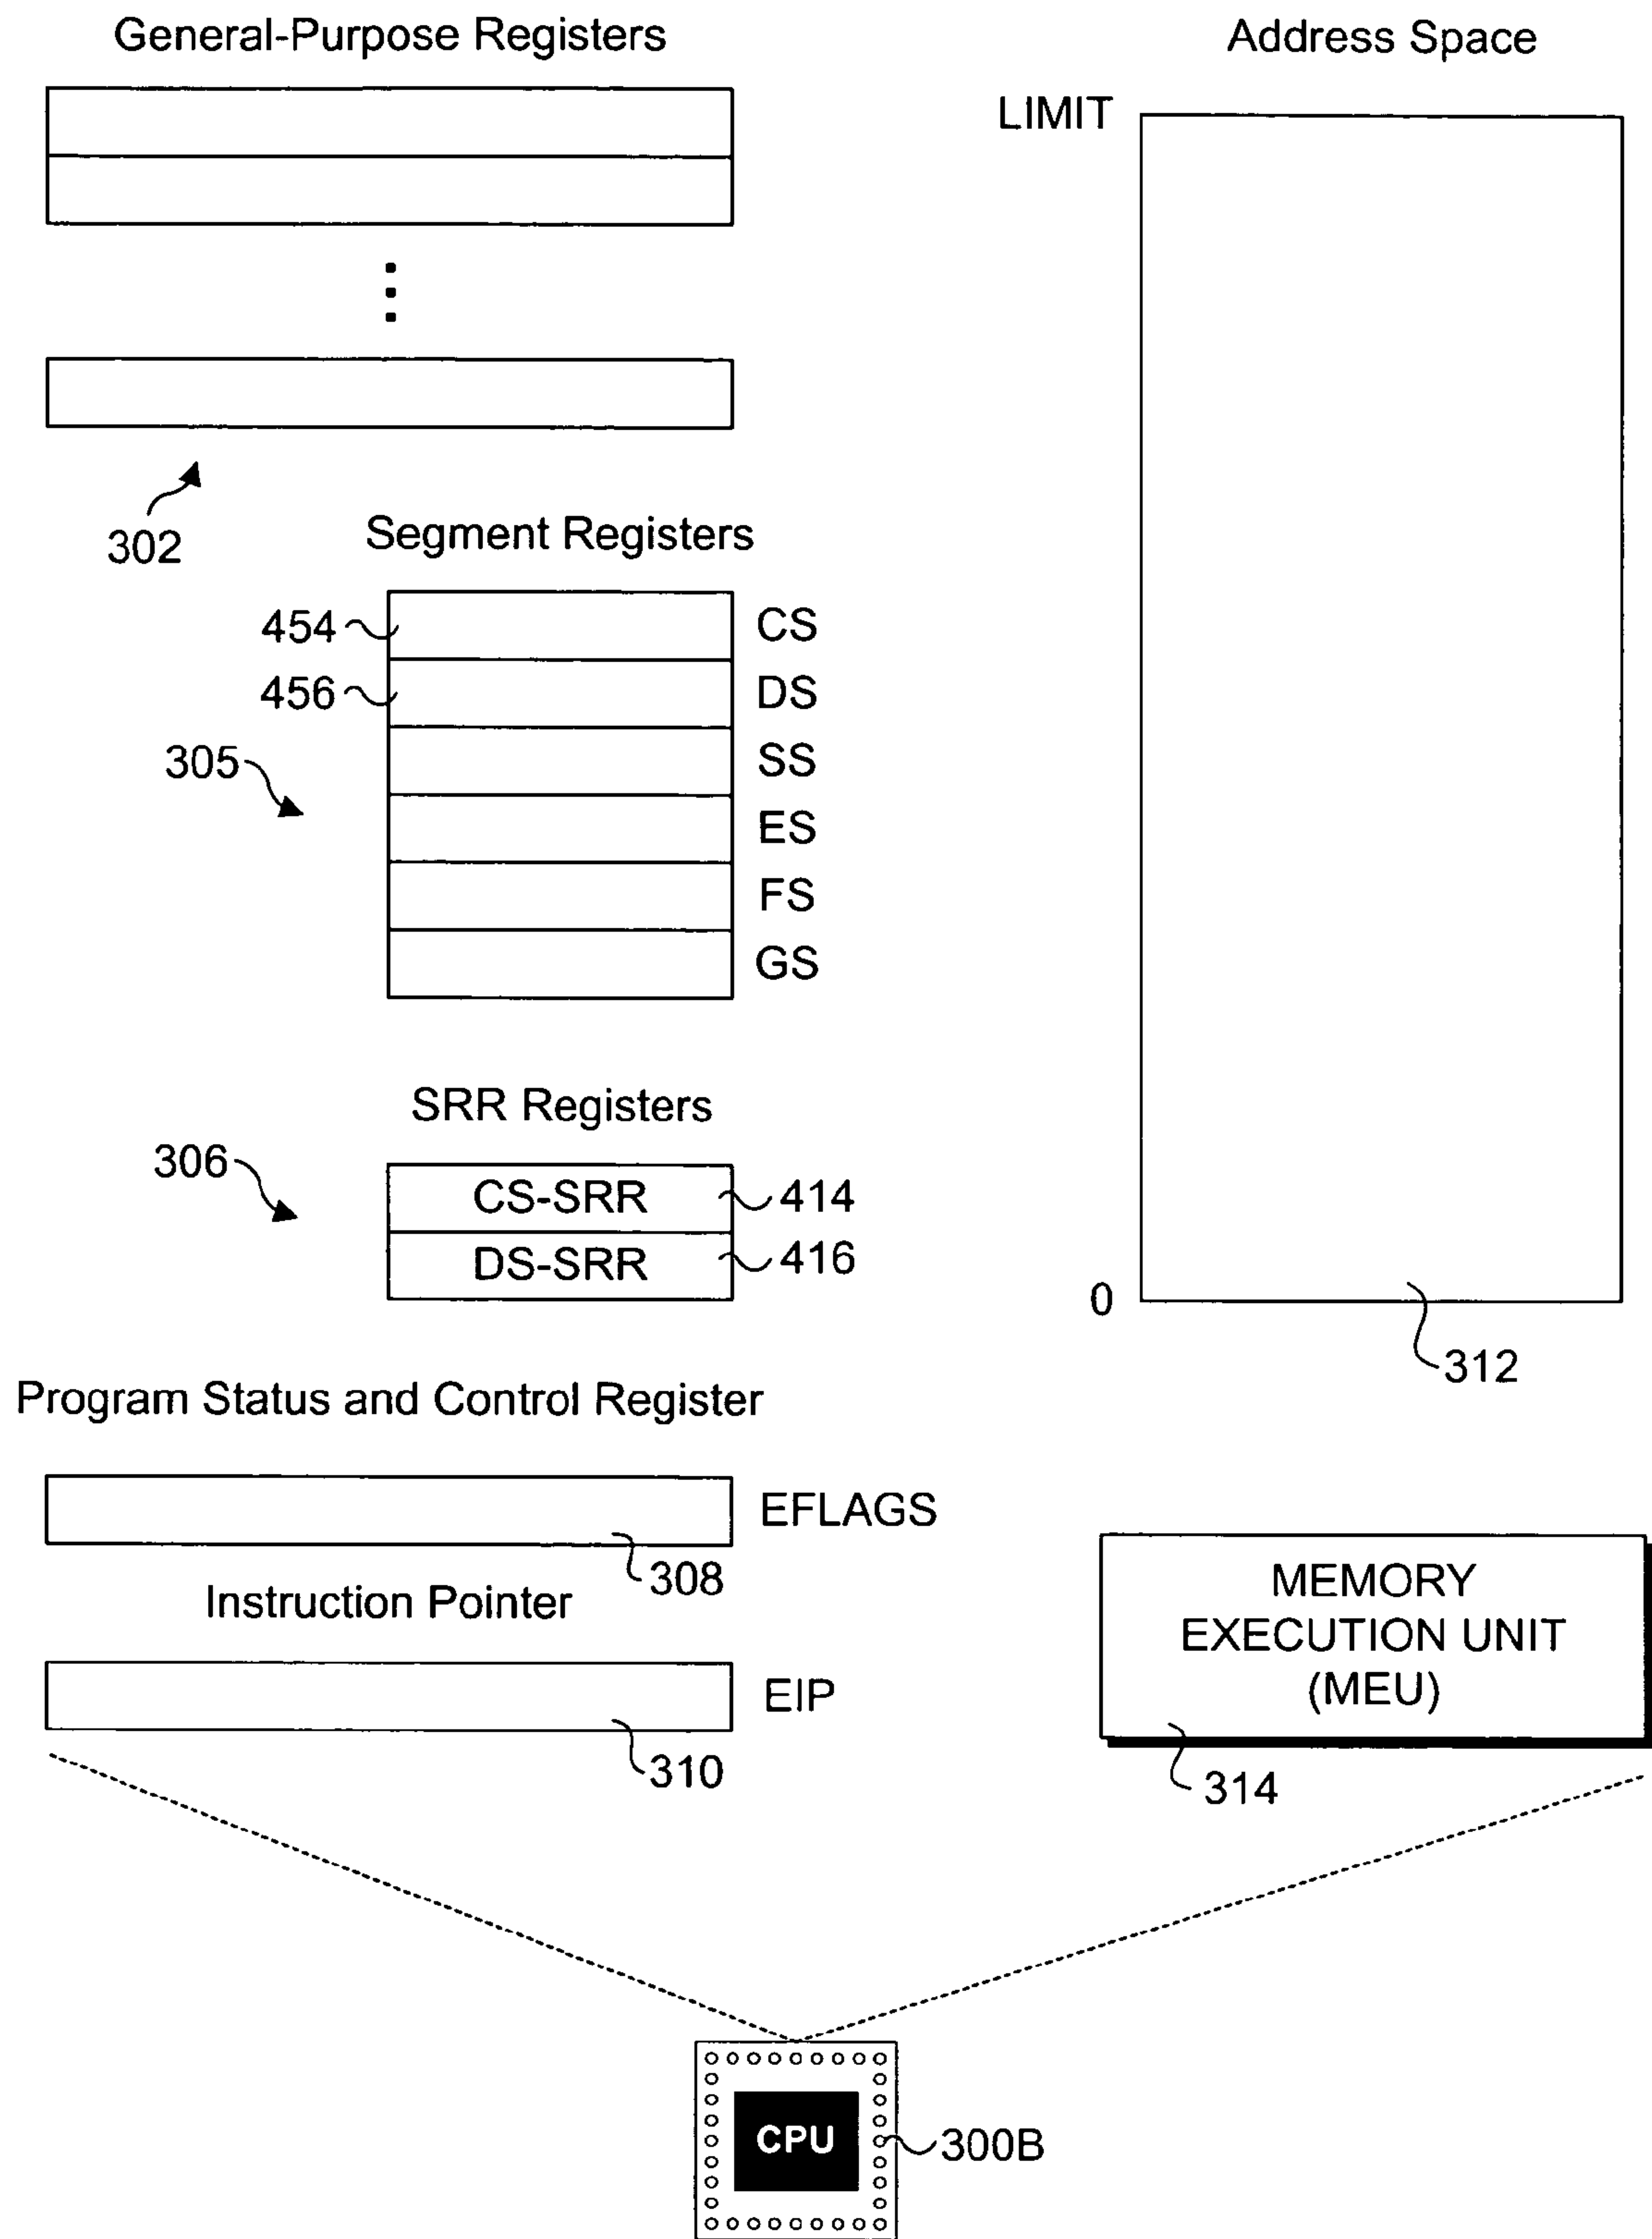 General-Purpose Registers
302
Segment Registers
454 CS
456 DS
305 SS
ES
FS
GS
SRR Registers
306
CS-SRR 414
DS-SRR 416
Program Status and Control Register
EFLAGS
308
Instruction Pointer
EIP
310
Address Space
LIMIT
0
312
MEMORY
EXECUTION UNIT
(MEU)
314
CPU
300B